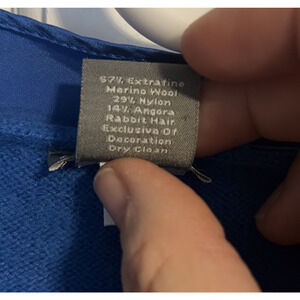 57% Extrafine
Merino Wool
29% Nylon
14% Angora
Rabbit Hair
Exclusive Of
Decoration
Dry Clean